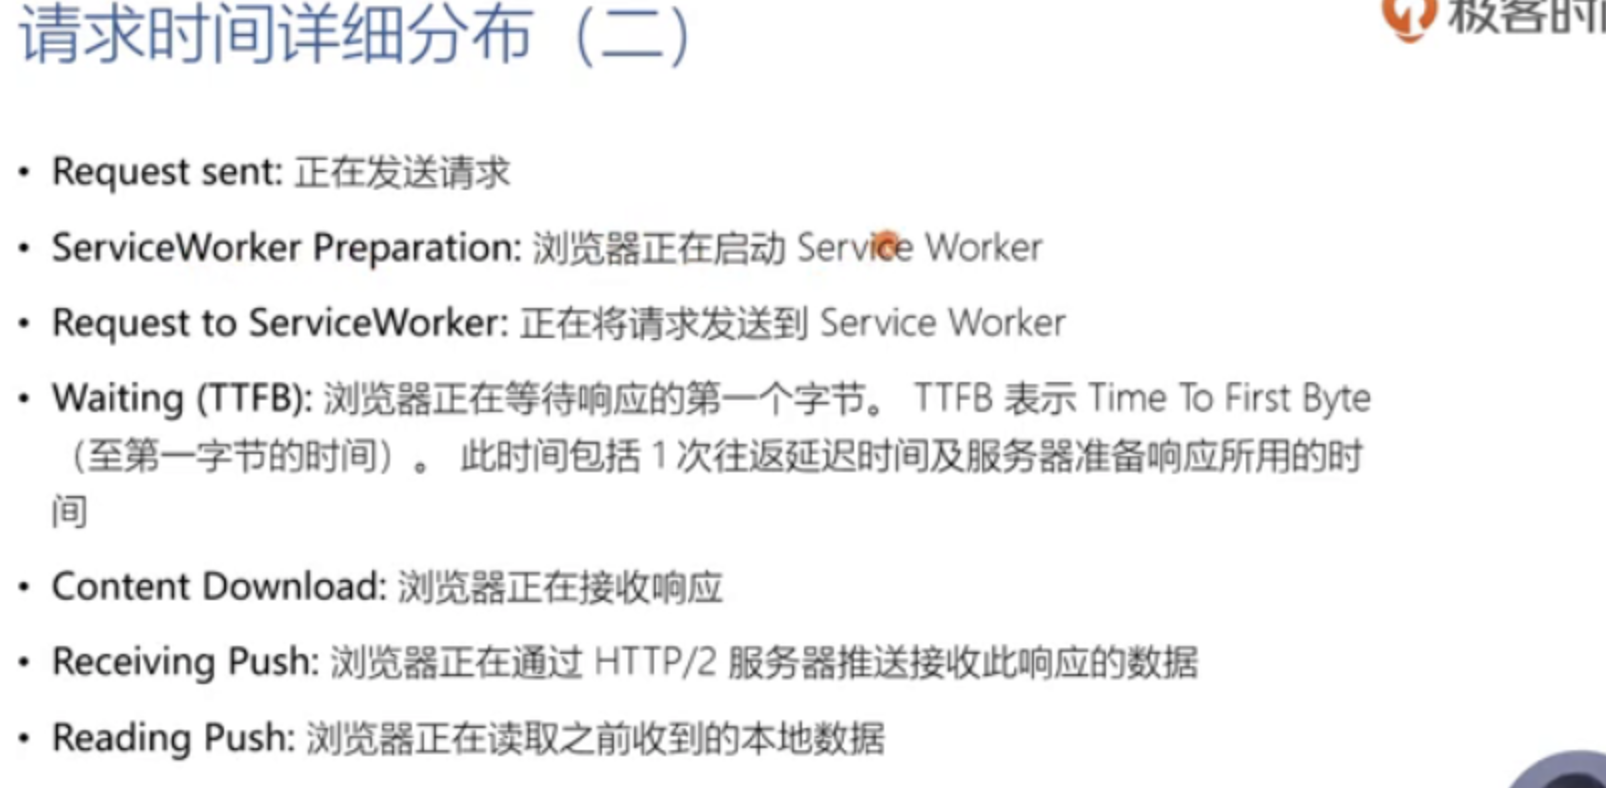 请求时间详细分布（二）
极客时间
• Request sent: 正在发送请求
• ServiceWorker Preparation: 浏览器正在启动 Service Worker
• Request to ServiceWorker: 正在将请求发送到 Service Worker
• Waiting (TTFB): 浏览器正在等待响应的第一个字节。 TTFB 表示 Time To First Byte
（至第一字节的时间）。 此时间包括 1 次往返延迟时间及服务器准备响应所用的时
间
• Content Download: 浏览器正在接收响应
• Receiving Push: 浏览器正在通过 HTTP/2 服务器推送接收此响应的数据
• Reading Push: 浏览器正在读取之前收到的本地数据